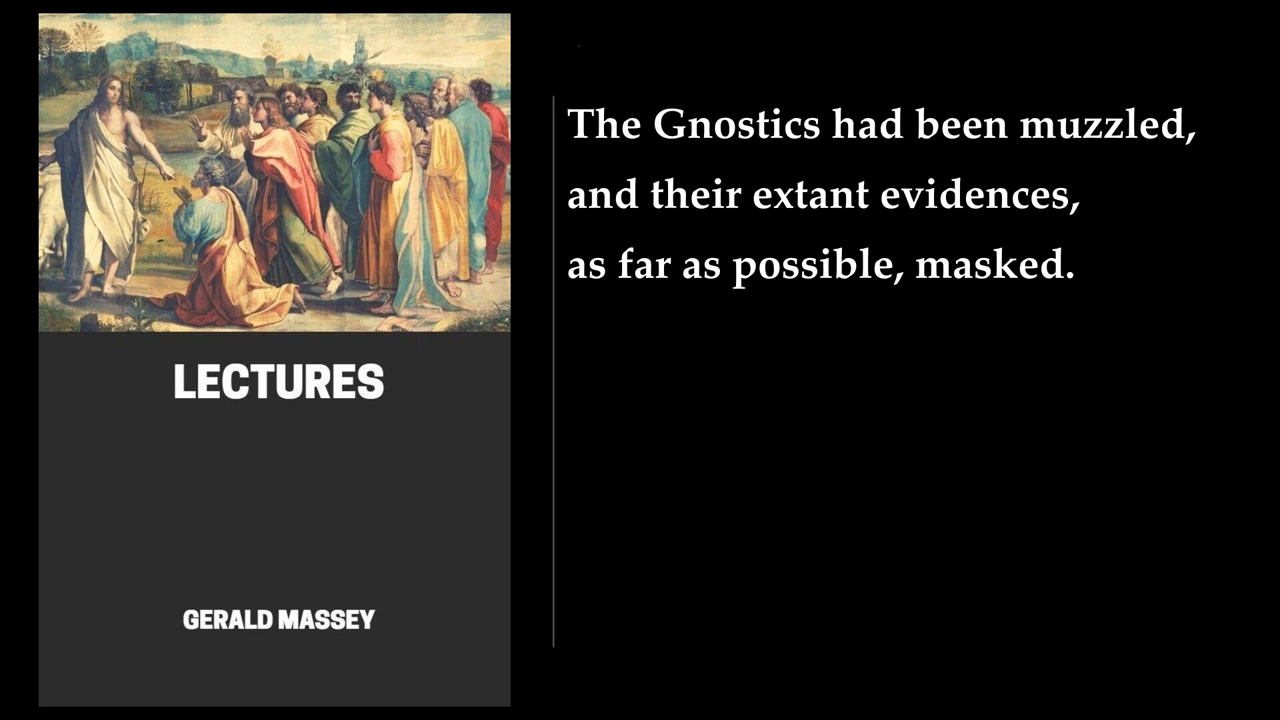 LECTURES
GERALD MASSEY
The Gnostics had been muzzled,
and their extant evidences,
as far as possible, masked.